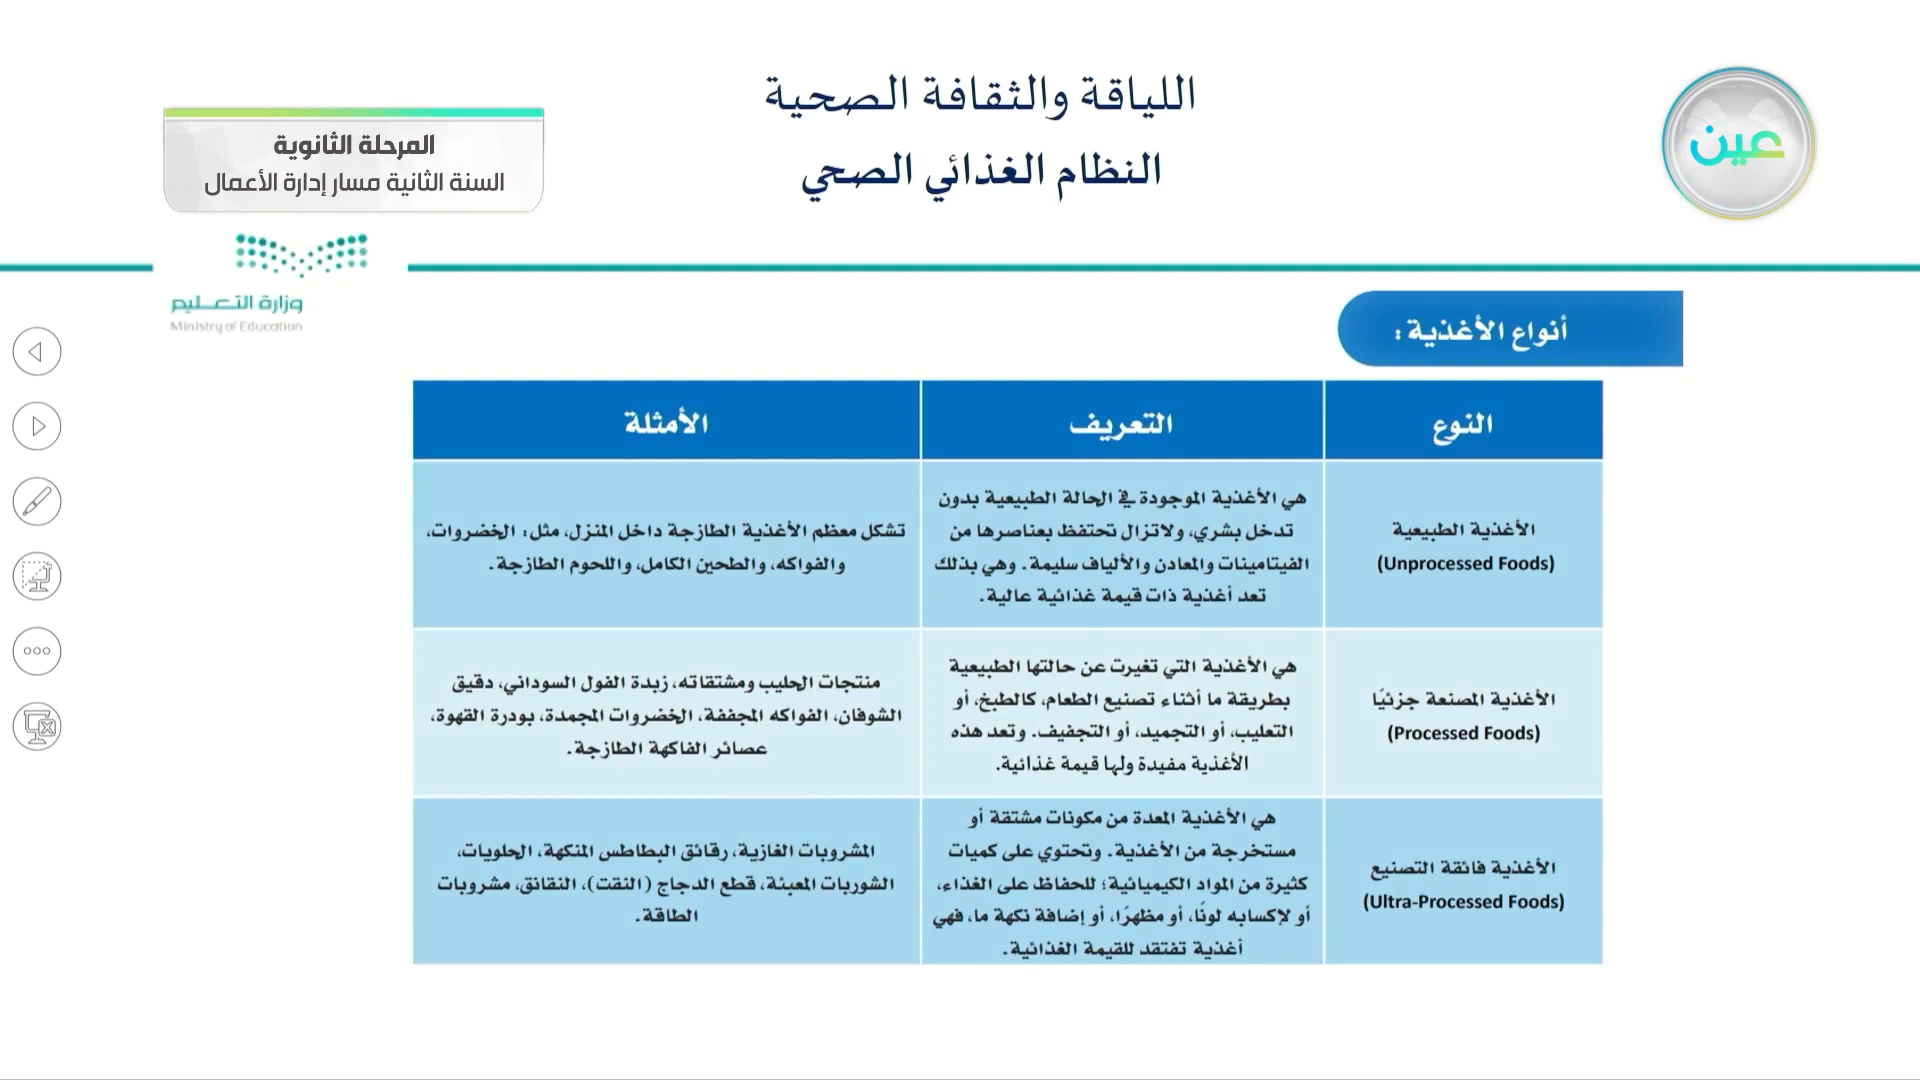 اللياقة والثقافة الصحية
النظام الغذائي الصحي
عين
المرحلة الثانوية
السنة الثانية مسار إدارة الأعمال
وزارة التعليم
Ministry of Education
أنواع الأغذية :
النوع
التعريف
الأمثلة
الأغذية الطبيعية
(Unprocessed Foods)
هي الأغذية الموجودة في الحالة الطبيعية بدون
تدخل بشري، ولاتزال تحتفظ بعناصرها من
الفيتامينات والمعادن والألياف سليمة. وهي بذلك
تعد أغذية ذات قيمة غذائية عالية.
تشكل معظم الأغذية الطازجة داخل المنزل، مثل: الخضروات،
والفواكه، والطحين الكامل، واللحوم الطازجة.
الأغذية المصنعة جزئيًا
(Processed Foods)
هي الأغذية التي تغيرت عن حالتها الطبيعية
بطريقة ما أثناء تصنيع الطعام، كالطبخ، أو
التعليب، أو التجميد، أو التجفيف. وتعد هذه
الأغذية مفيدة ولها قيمة غذائية.
منتجات الحليب ومشتقاته، زبدة الفول السوداني، دقيق
الشوفان، الفواكه المجففة، الخضروات المجمدة، بودرة القهوة،
عصائر الفاكهة الطازجة.
الأغذية فائقة التصنيع
(Ultra-Processed Foods)
هي الأغذية المعدة من مكونات مشتقة أو
مستخرجة من الأغذية. وتحتوي على كميات
كثيرة من المواد الكيميائية؛ للحفاظ على الغذاء،
أو لإكسابه لونًا، أو مظهرًا، أو إضافة نكهة ما، فهي
أغذية تفتقد للقيمة الغذائية.
المشروبات الغازية، رقائق البطاطس المنكهة، الحلويات،
الشوربات المعبئة، قطع الدجاج (النقت)، النقانق، مشروبات
الطاقة.